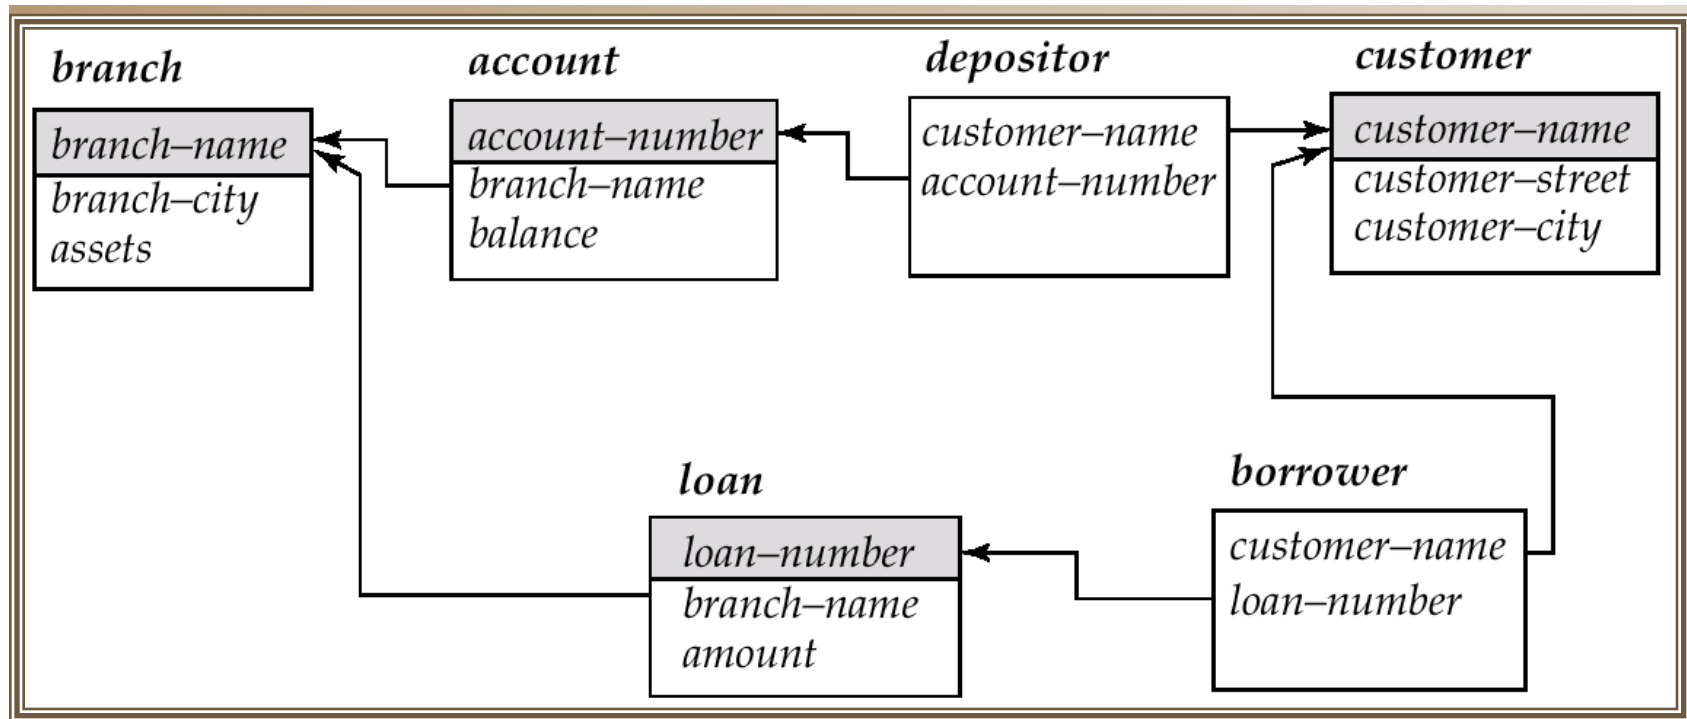 branch
branch–name
branch–city
assets
account
account–number
branch–name
balance
depositor
customer–name
account–number
customer
customer–name
customer–street
customer–city
loan
loan–number
branch–name
amount
borrower
customer–name
loan–number